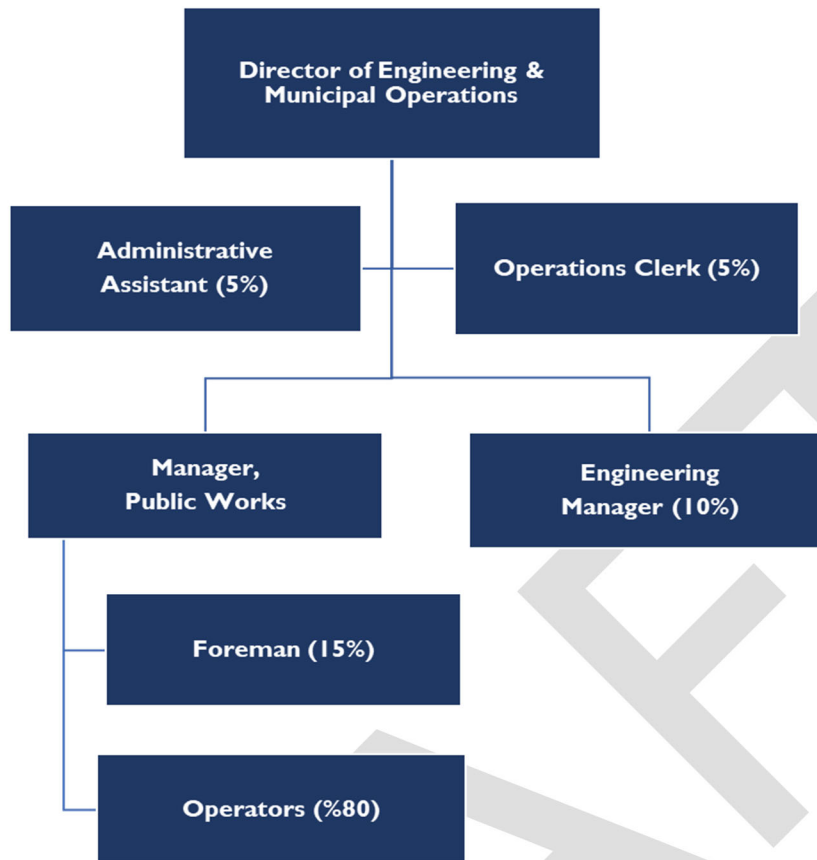 Director of Engineering &
Municipal Operations
Administrative
Assistant (5%)
Operations Clerk (5%)
Manager,
Public Works
Engineering
Manager (10%)
Foreman (15%)
Operators (%80)